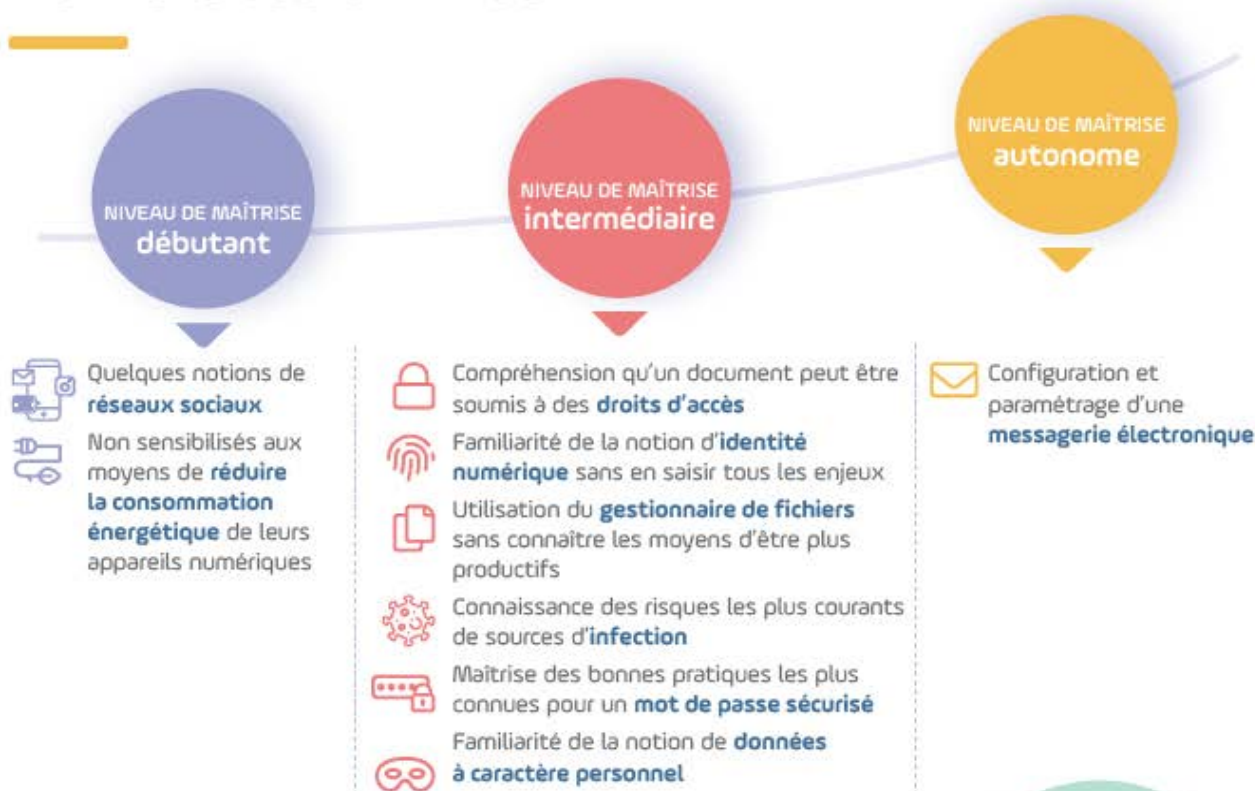 NIVEAU DE MAÎTRISE
débutant
Quelques notions de
réseaux sociaux
Non sensibilisés aux
moyens de réduire
la consommation
énergétique de leurs
appareils numériques
NIVEAU DE MAÎTRISE
intermédiaire
Compréhension qu'un document peut être
soumis à des droits d'accès
Familiarité de la notion d'identité
numérique sans en saisir tous les enjeux
Utilisation du gestionnaire de fichiers
sans connaître les moyens d'être plus
productifs
Connaissance des risques les plus courants
de sources d'infection
Maîtrise des bonnes pratiques les plus
connues pour un mot de passe sécurisé
Familiarité de la notion de données
à caractère personnel
NIVEAU DE MAÎTRISE
autonome
Configuration et
paramétrage d'une
messagerie électronique